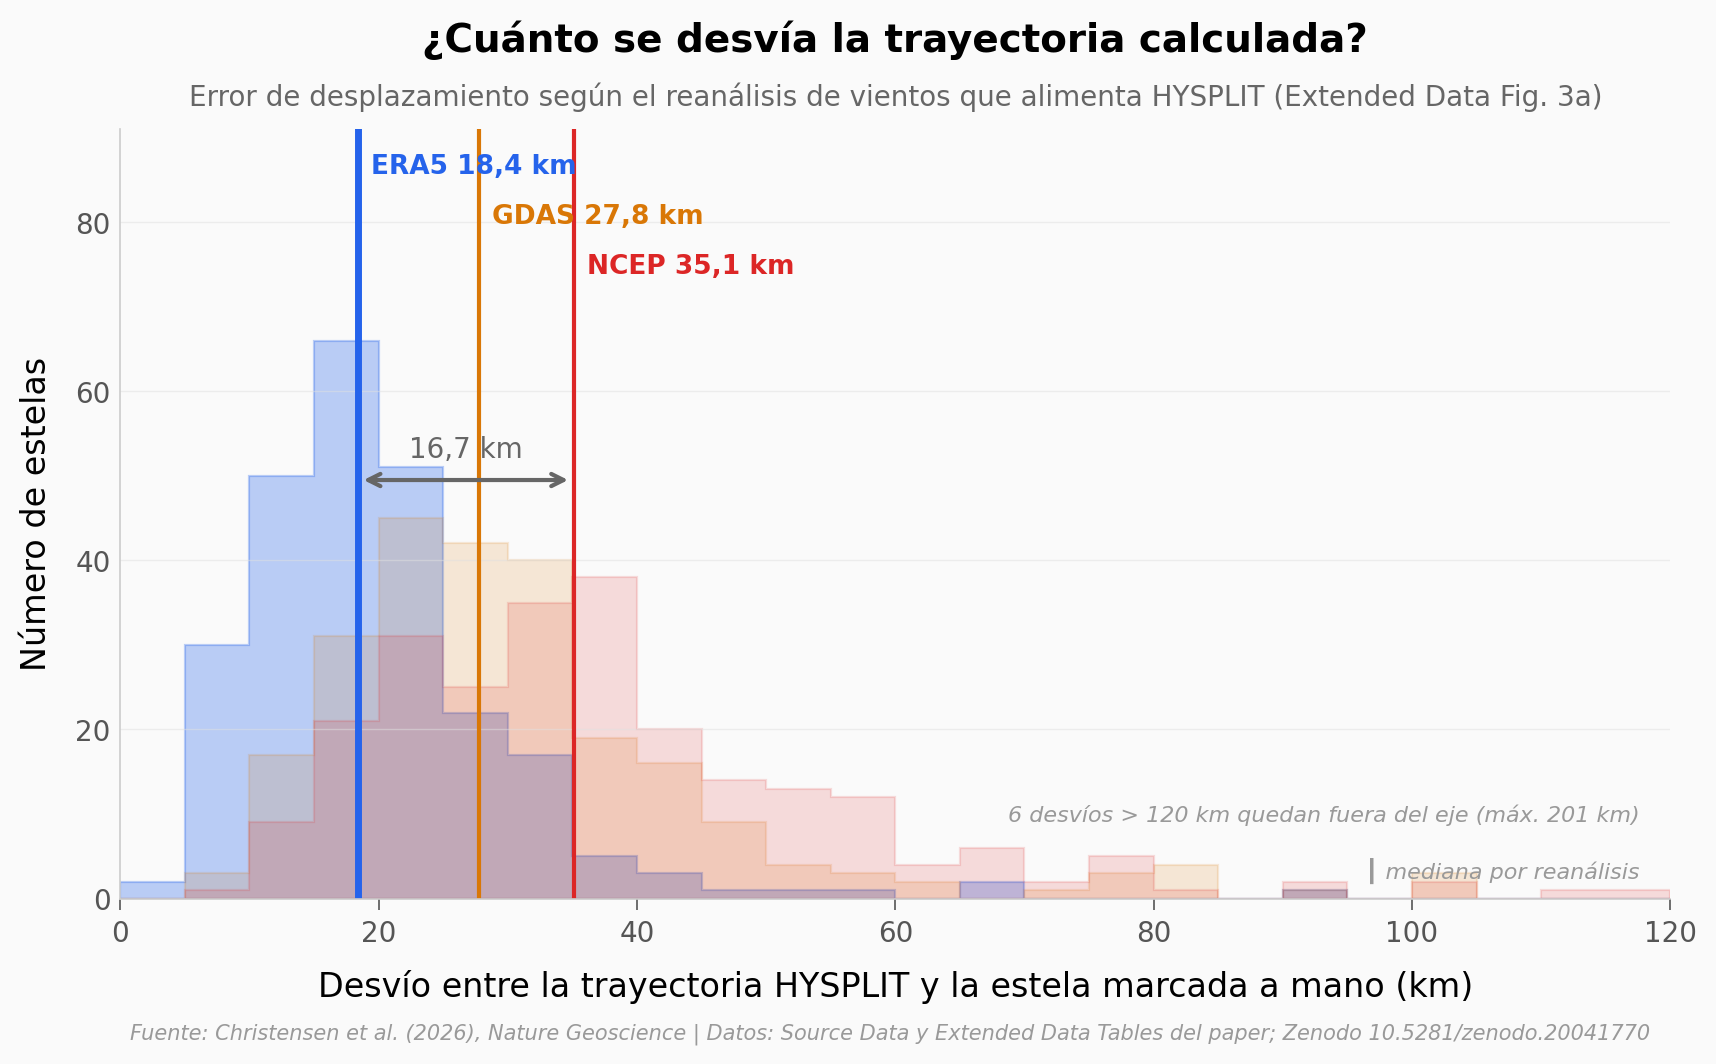 ¿Cuánto se desvía la trayectoria calculada?
Error de desplazamiento según el reanálisis de vientos que alimenta HYSPLIT (Extended Data Fig. 3a)
ERA5 18,4 km
GDAS 27,8 km
NCEP 35,1 km
16,7 km
Número de estelas
80
60
40
20
0
6 desvíos > 120 km quedan fuera del eje (máx. 201 km)
mediana por reanálisis
0 20 40 60 80 100 120
Desvío entre la trayectoria HYSPLIT y la estela marcada a mano (km)
Fuente: Christensen et al. (2026), Nature Geoscience | Datos: Source Data y Extended Data Tables del paper; Zenodo 10.5281/zenodo.20041770